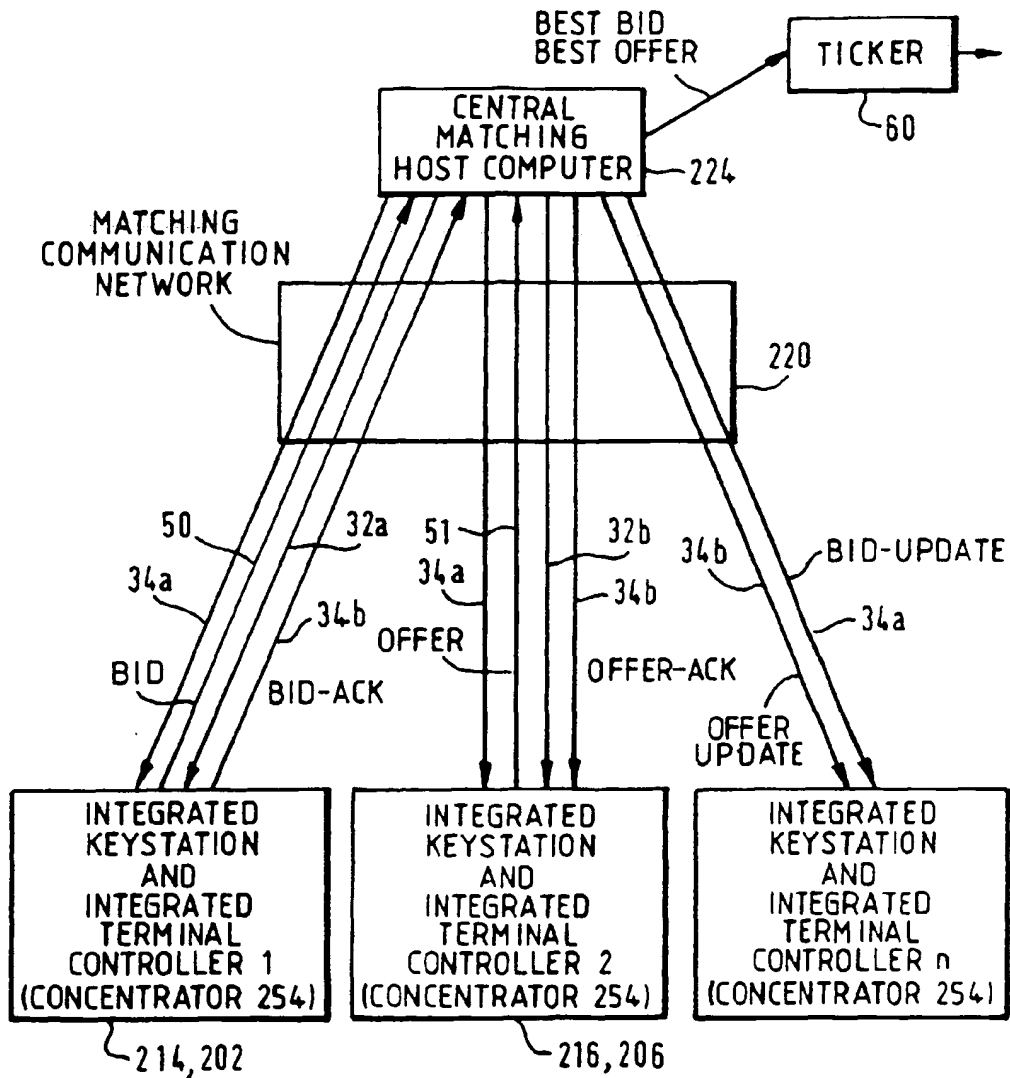 BEST BID
BEST OFFER
TICKER
60
CENTRAL
MATCHING
HOST COMPUTER
224
MATCHING
COMMUNICATION
NETWORK
220
50
32a
51
32b
34b
BID-UPDATE
34a
34a
34b
34a
34b
OFFER
BID
BID-ACK
OFFER-ACK
OFFER
UPDATE
INTEGRATED
KEYSTATION
AND
INTEGRATED
TERMINAL
CONTROLLER 1
(CONCENTRATOR 254)
214,202
INTEGRATED
KEYSTATION
AND
INTEGRATED
TERMINAL
CONTROLLER 2
(CONCENTRATOR 254)
216,206
INTEGRATED
KEYSTATION
AND
INTEGRATED
TERMINAL
CONTROLLER n
(CONCENTRATOR 254)